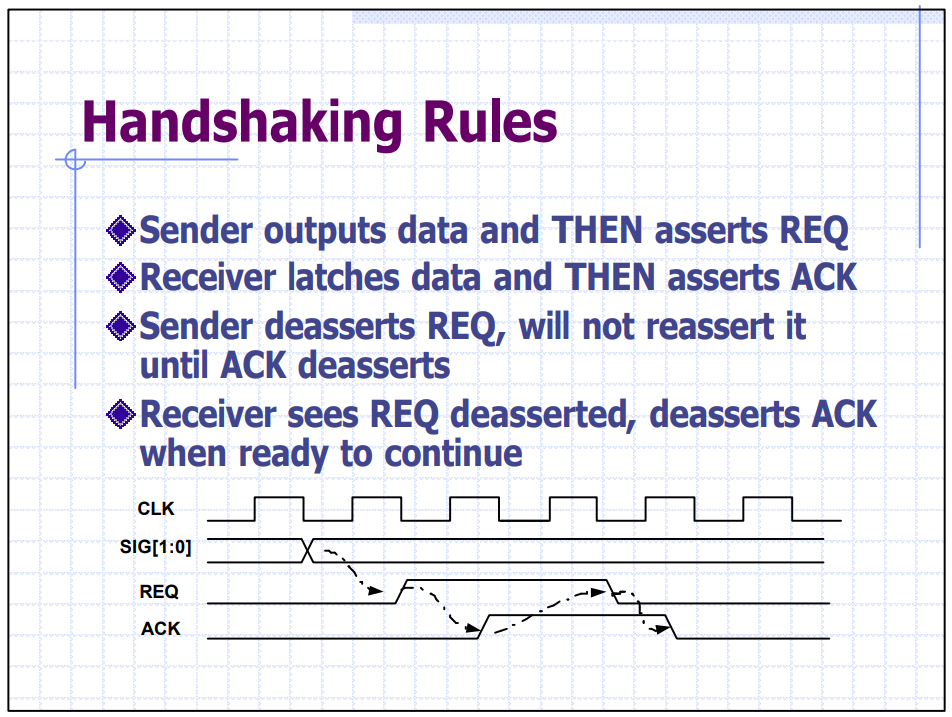 Handshaking Rules
Sender outputs data and THEN asserts REQ
Receiver latches data and THEN asserts ACK
Sender deasserts REQ, will not reassert it
until ACK deasserts
Receiver sees REQ deasserted, deasserts ACK
when ready to continue
CLK
SIG[1:0]
REQ
ACK